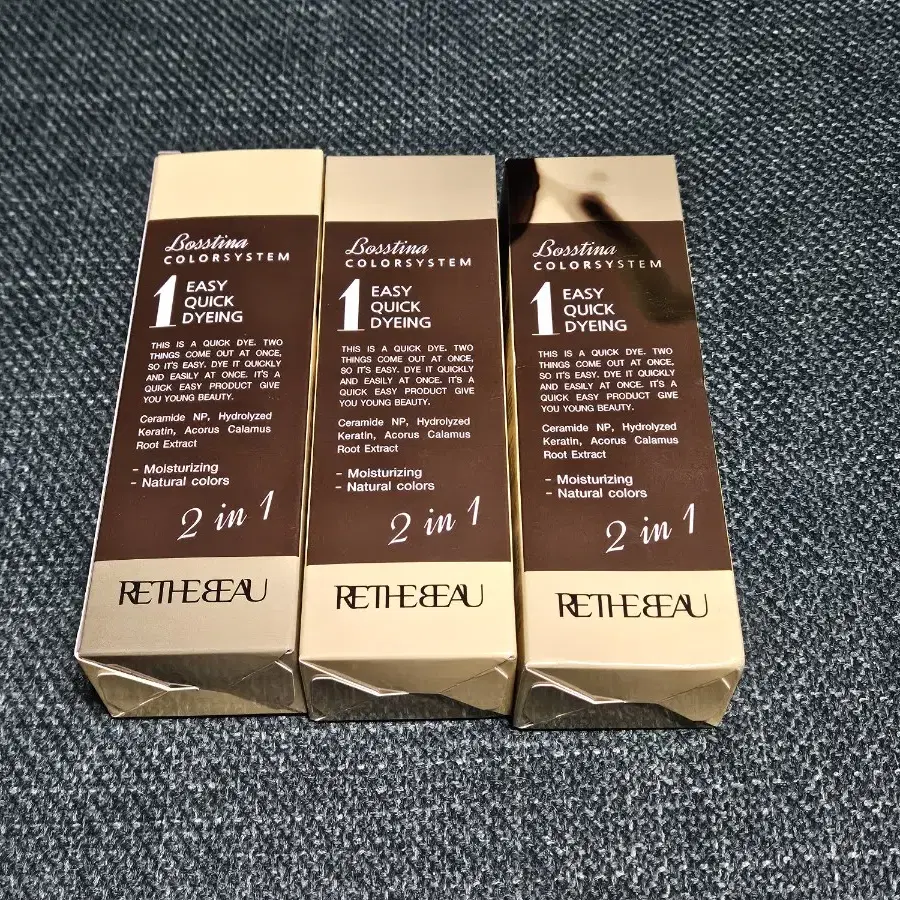 Bosstina
COLORSYSTEM
1 EASY
QUICK
DYEING
THIS IS A QUICK DYE. TWO
THINGS COME OUT AT ONCE,
SO IT'S EASY. DYE IT QUICKLY
AND EASILY AT ONCE. IT'S A
QUICK EASY PRODUCT GIVE
YOU YOUNG BEAUTY.
Ceramide NP, Hydrolyzed
Keratin, Acorus Calamus
Root Extract
- Moisturizing
- Natural colors
2 in 1
RETHEBEAU
Bosstina
COLORSYSTEM
1 EASY
QUICK
DYEING
THIS IS A QUICK DYE. TWO
THINGS COME OUT AT ONCE,
SO IT'S EASY. DYE IT QUICKLY
AND EASILY AT ONCE. IT'S A
QUICK EASY PRODUCT GIVE
YOU YOUNG BEAUTY.
Ceramide NP, Hydrolyzed
Keratin, Acorus Calamus
Root Extract
- Moisturizing
- Natural colors
2 in 1
RETHEBEAU
Bosstina
COLORSYSTEM
1 EASY
QUICK
DYEING
THIS IS A QUICK DYE. TWO
THINGS COME OUT AT ONCE,
SO IT'S EASY. DYE IT QUICKLY
AND EASILY AT ONCE. IT'S A
QUICK EASY PRODUCT GIVE
YOU YOUNG BEAUTY.
Ceramide NP, Hydrolyzed
Keratin, Acorus Calamus
Root Extract
- Moisturizing
- Natural colors
2 in 1
RETHEBEAU